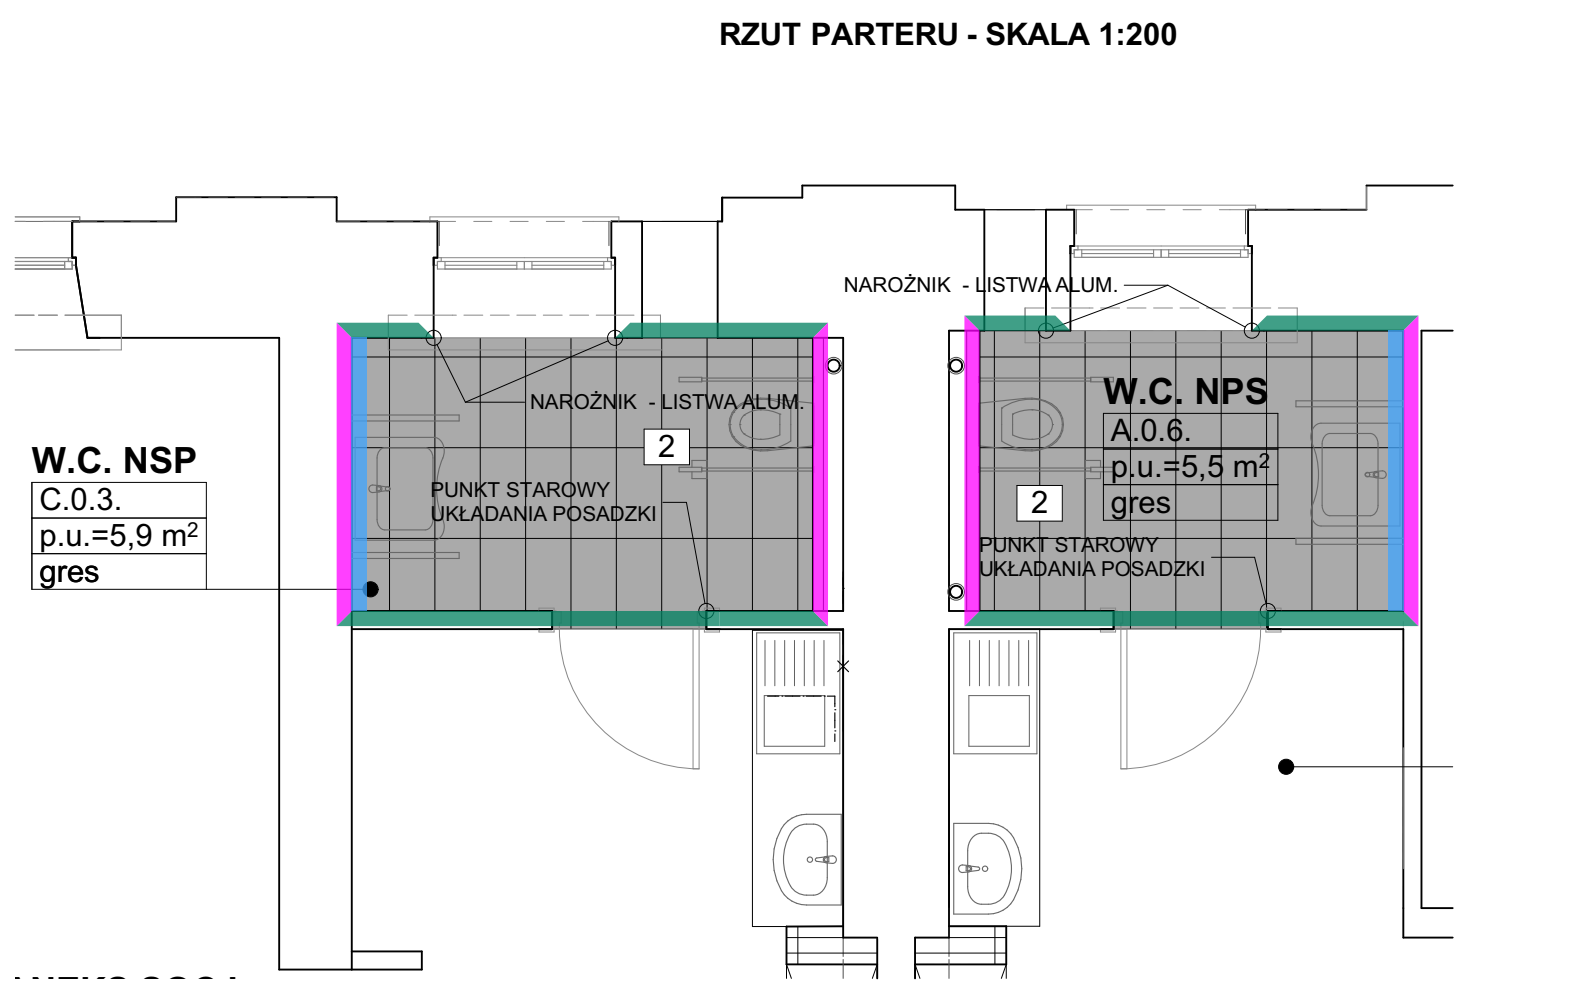 RZUT PARTERU - SKALA 1:200
NAROŻNIK - LISTWA ALUM.
W.C. NPS
A.0.6.
p.u.=5,5 m²
gres
NAROŻNIK - LISTWA ALUM.
2
W.C. NSP
C.0.3.
p.u.=5,9 m²
gres
PUNKT STAROWY
UKŁADANIA POSADZKI
2
PUNKT STAROWY
UKŁADANIA POSADZKI